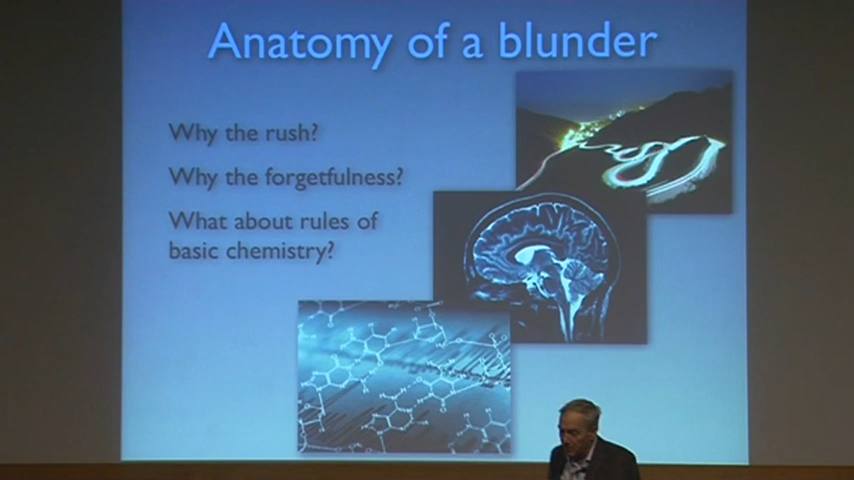 Anatomy of a blunder
Why the rush?
Why the forgetfulness?
What about rules of
basic chemistry?